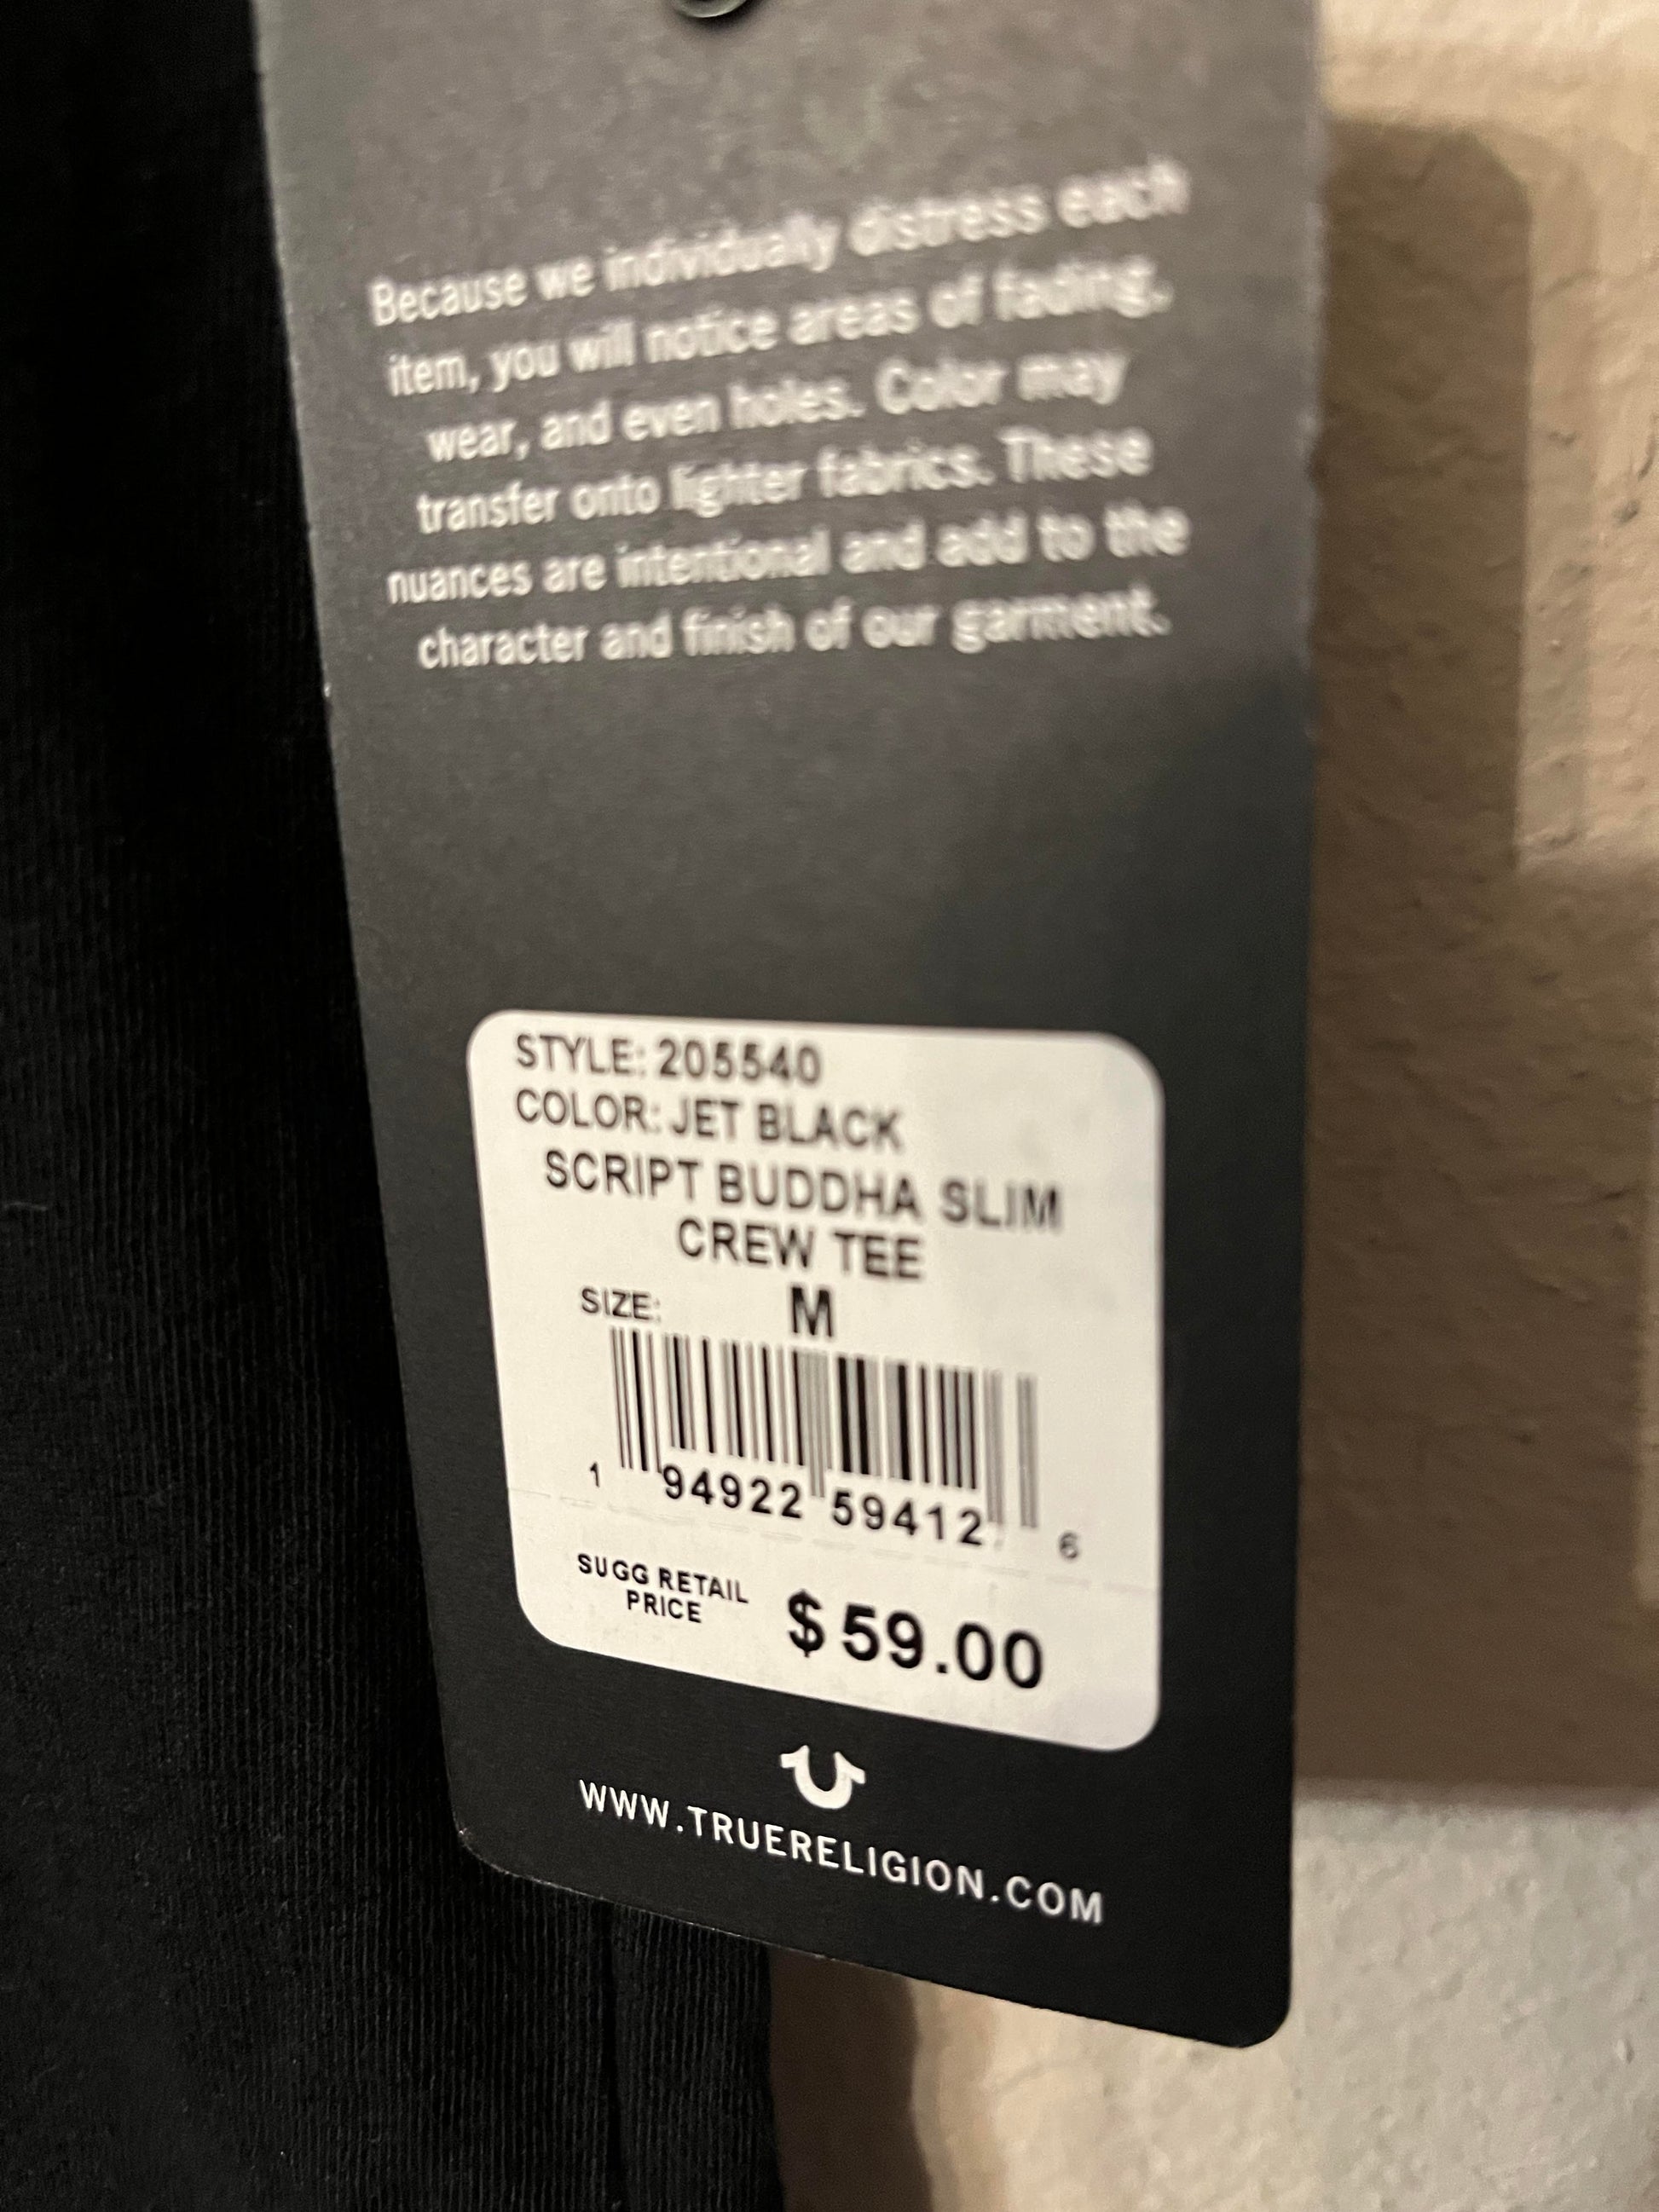 Because we individually distress each
item, you will notice areas of fading,
wear, and even holes. Color may
transfer onto lighter fabrics. These
nuances are intentional and add to the
character and finish of our garment.
STYLE: 205540
COLOR: JET BLACK
SCRIPT BUDDHA SLIM
CREW TEE
SIZE: M
1 94922 59412 6
SUGG RETAIL
PRICE $59.00
WWW.TRUERELIGION.COM